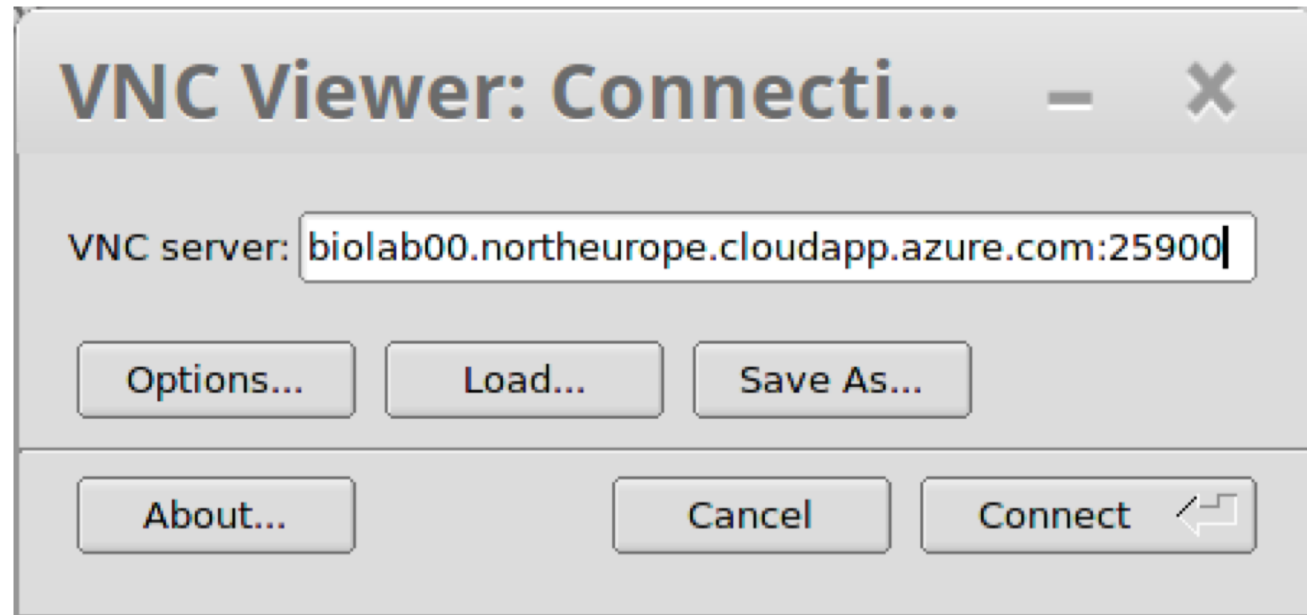 VNC Viewer: Connecti...
VNC server: biolab00.northeurope.cloudapp.azure.com:25900
Options... Load... Save As...
About... Cancel Connect